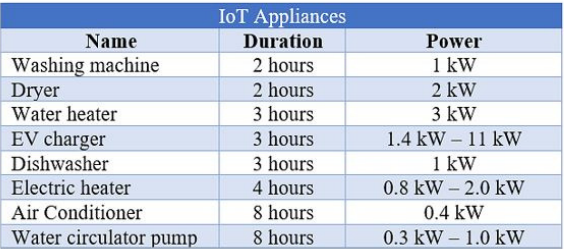 IoT Appliances
Name Duration Power
Washing machine 2 hours 1 kW
Dryer 2 hours 2 kW
Water heater 3 hours 3 kW
EV charger 3 hours 1.4 kW – 11 kW
Dishwasher 3 hours 1 kW
Electric heater 4 hours 0.8 kW – 2.0 kW
Air Conditioner 8 hours 0.4 kW
Water circulator pump 8 hours 0.3 kW – 1.0 kW